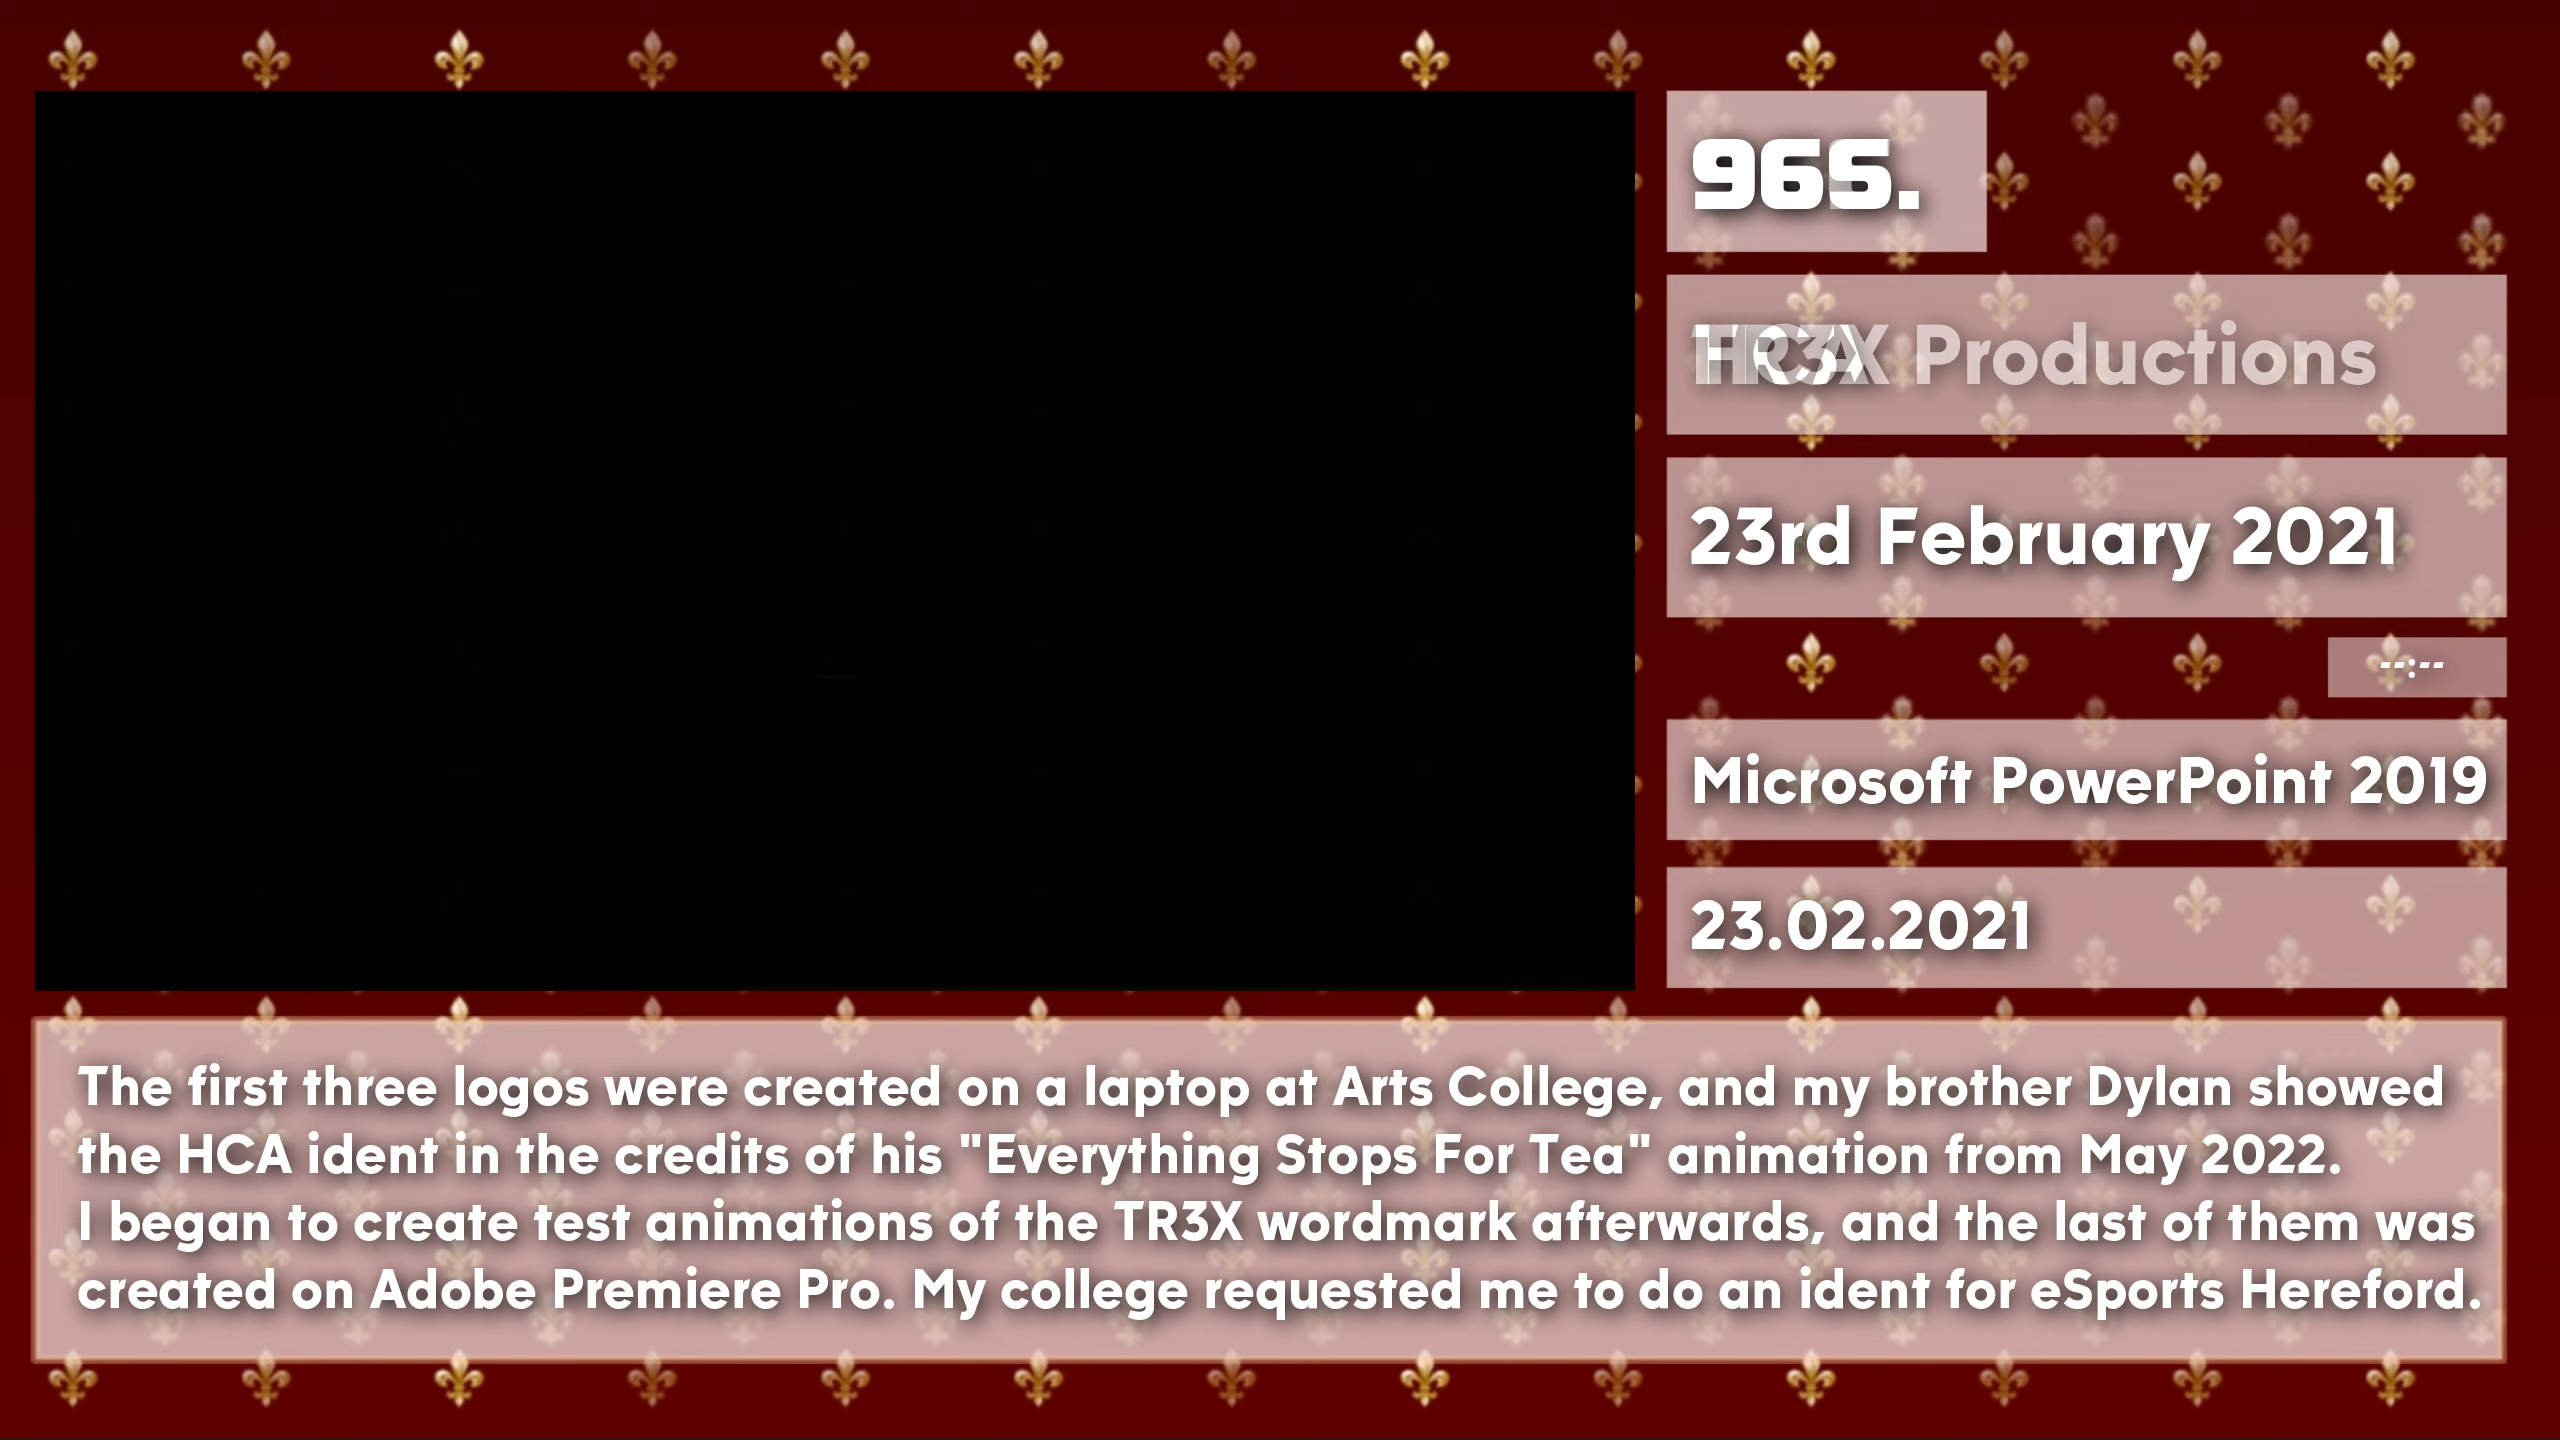 965.
TR3X Productions
23rd February 2021
--:--
Microsoft PowerPoint 2019
23.02.2021
The first three logos were created on a laptop at Arts College, and my brother Dylan showed
the HCA ident in the credits of his "Everything Stops For Tea" animation from May 2022.
I began to create test animations of the TR3X wordmark afterwards, and the last of them was
created on Adobe Premiere Pro. My college requested me to do an ident for eSports Hereford.